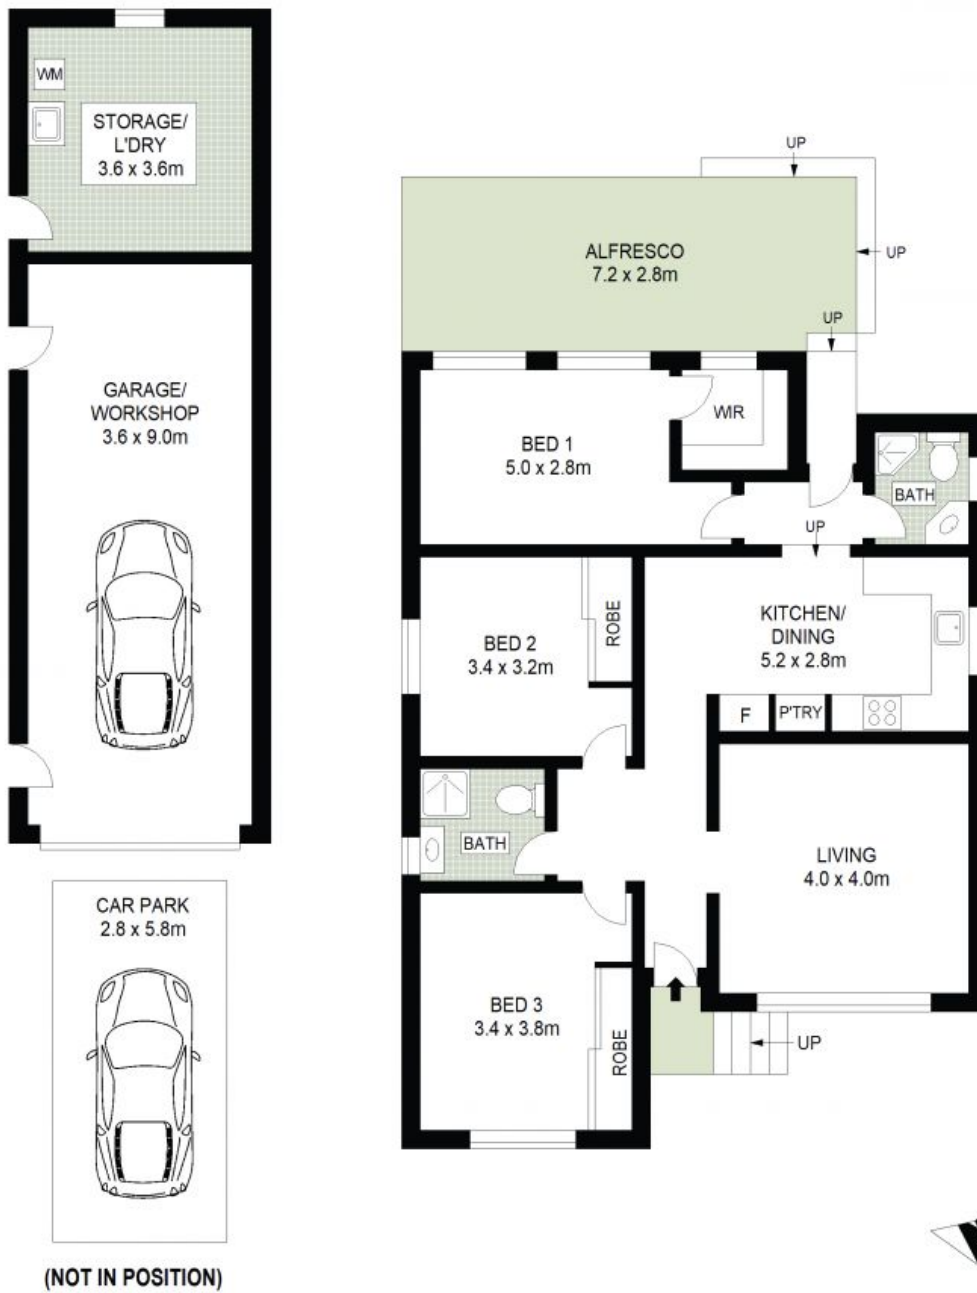 WM
STORAGE/
L'DRY
3.6 x 3.6m
GARAGE/
WORKSHOP
3.6 x 9.0m
CAR PARK
2.8 x 5.8m
(NOT IN POSITION)
UP
ALFRESCO
7.2 x 2.8m
UP
UP
WIR
BED 1
5.0 x 2.8m
BATH
UP
BED 2
3.4 x 3.2m
ROBE
KITCHEN/
DINING
5.2 x 2.8m
F
P'TRY
BATH
LIVING
4.0 x 4.0m
BED 3
3.4 x 3.8m
ROBE
UP